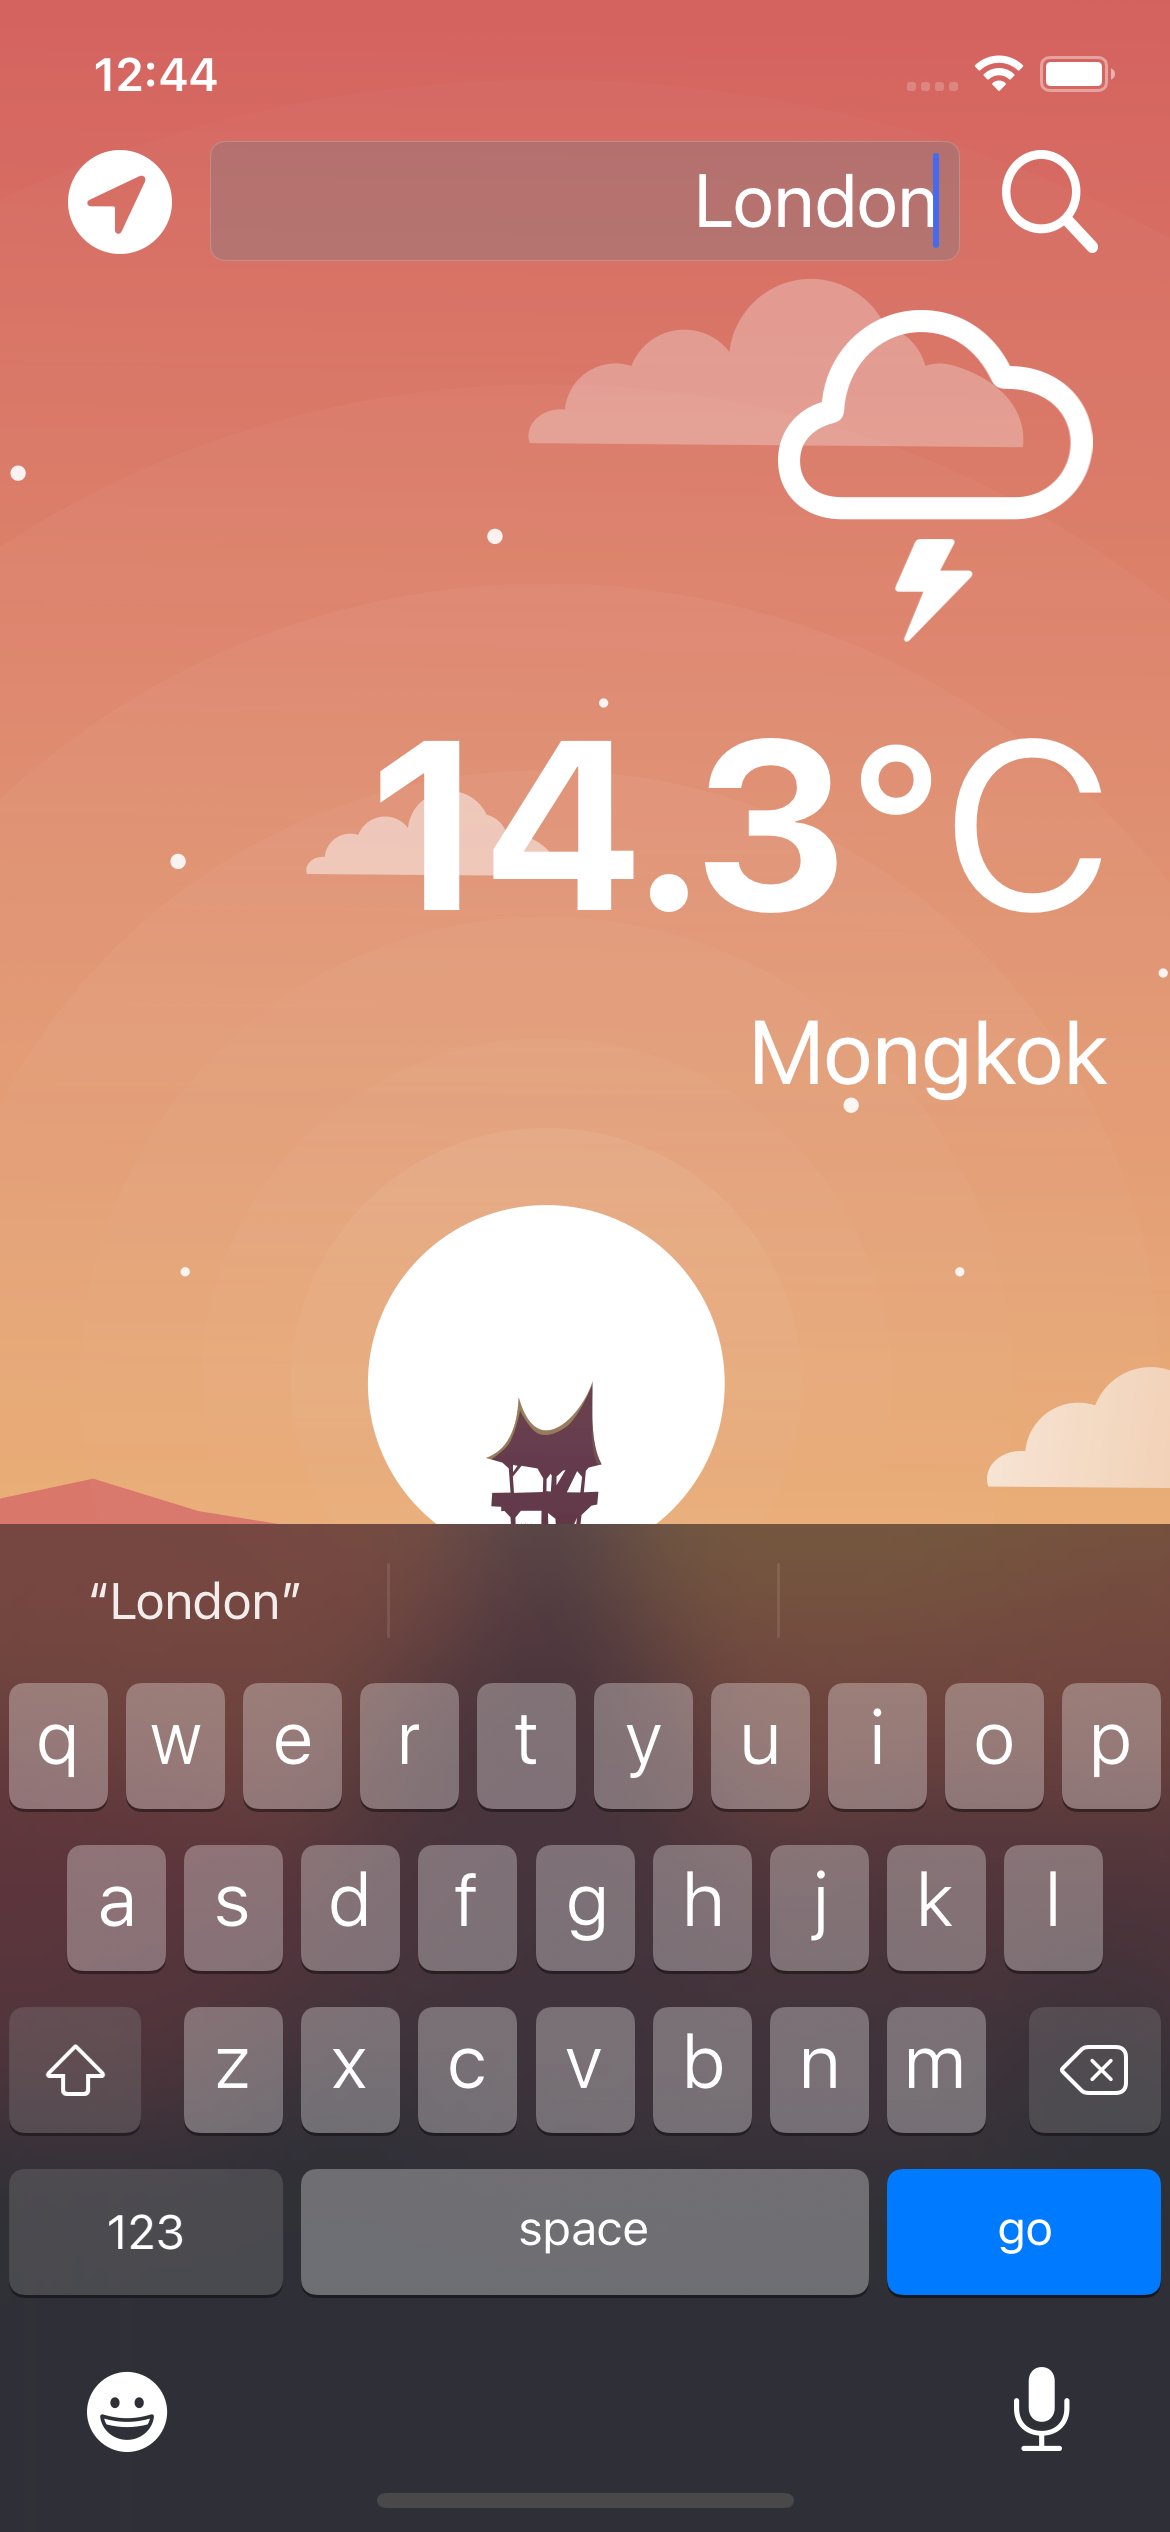 12:44
London
14.3°C
Mongkok
“London”
q w e r t y u i o p
a s d f g h j k l
z x c v b n m
123 space go